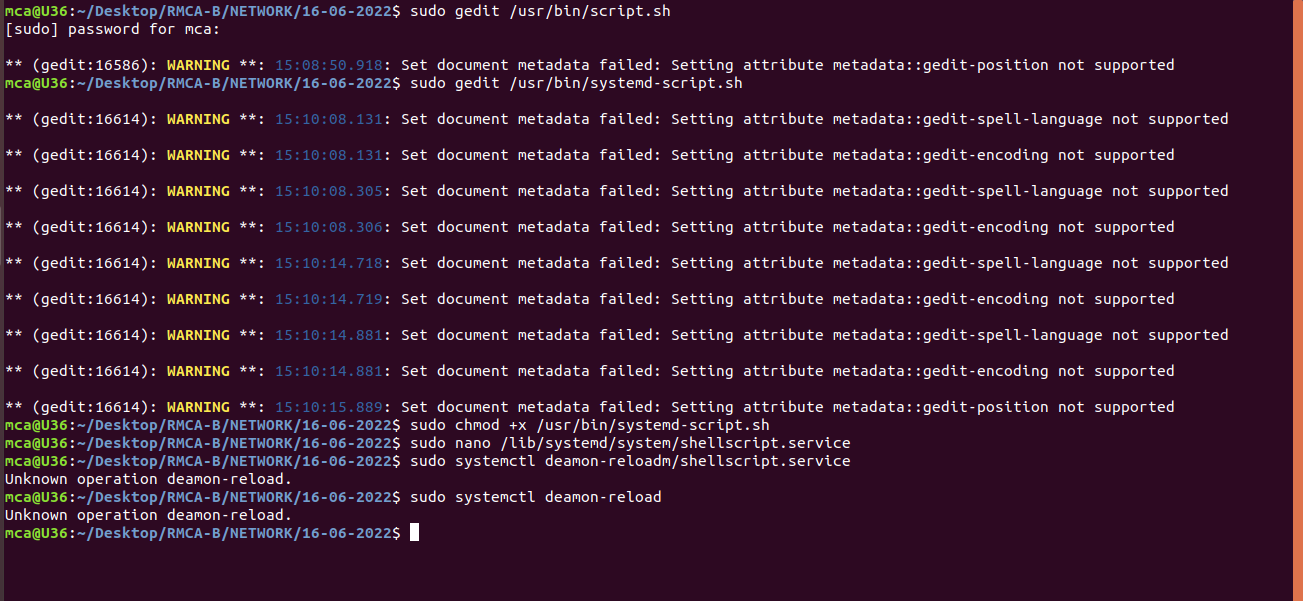 mca@U36:~/Desktop/RMCA-B/NETWORK/16-06-2022$ sudo gedit /usr/bin/script.sh
[sudo] password for mca:
** (gedit:16586): WARNING **: 15:08:50.918: Set document metadata failed: Setting attribute metadata::gedit-position not supported
mca@U36:~/Desktop/RMCA-B/NETWORK/16-06-2022$ sudo gedit /usr/bin/systemd-script.sh
** (gedit:16614): WARNING **: 15:10:08.131: Set document metadata failed: Setting attribute metadata::gedit-spell-language not supported
** (gedit:16614): WARNING **: 15:10:08.131: Set document metadata failed: Setting attribute metadata::gedit-encoding not supported
** (gedit:16614): WARNING **: 15:10:08.305: Set document metadata failed: Setting attribute metadata::gedit-spell-language not supported
** (gedit:16614): WARNING **: 15:10:08.306: Set document metadata failed: Setting attribute metadata::gedit-encoding not supported
** (gedit:16614): WARNING **: 15:10:14.718: Set document metadata failed: Setting attribute metadata::gedit-spell-language not supported
** (gedit:16614): WARNING **: 15:10:14.719: Set document metadata failed: Setting attribute metadata::gedit-encoding not supported
** (gedit:16614): WARNING **: 15:10:14.881: Set document metadata failed: Setting attribute metadata::gedit-spell-language not supported
** (gedit:16614): WARNING **: 15:10:14.881: Set document metadata failed: Setting attribute metadata::gedit-encoding not supported
** (gedit:16614): WARNING **: 15:10:15.889: Set document metadata failed: Setting attribute metadata::gedit-position not supported
mca@U36:~/Desktop/RMCA-B/NETWORK/16-06-2022$ sudo chmod +x /usr/bin/systemd-script.sh
mca@U36:~/Desktop/RMCA-B/NETWORK/16-06-2022$ sudo nano /lib/systemd/system/shellscript.service
mca@U36:~/Desktop/RMCA-B/NETWORK/16-06-2022$ sudo systemctl deamon-reloadm/shellscript.service
Unknown operation deamon-reload.
mca@U36:~/Desktop/RMCA-B/NETWORK/16-06-2022$ sudo systemctl deamon-reload
Unknown operation deamon-reload.
mca@U36:~/Desktop/RMCA-B/NETWORK/16-06-2022$